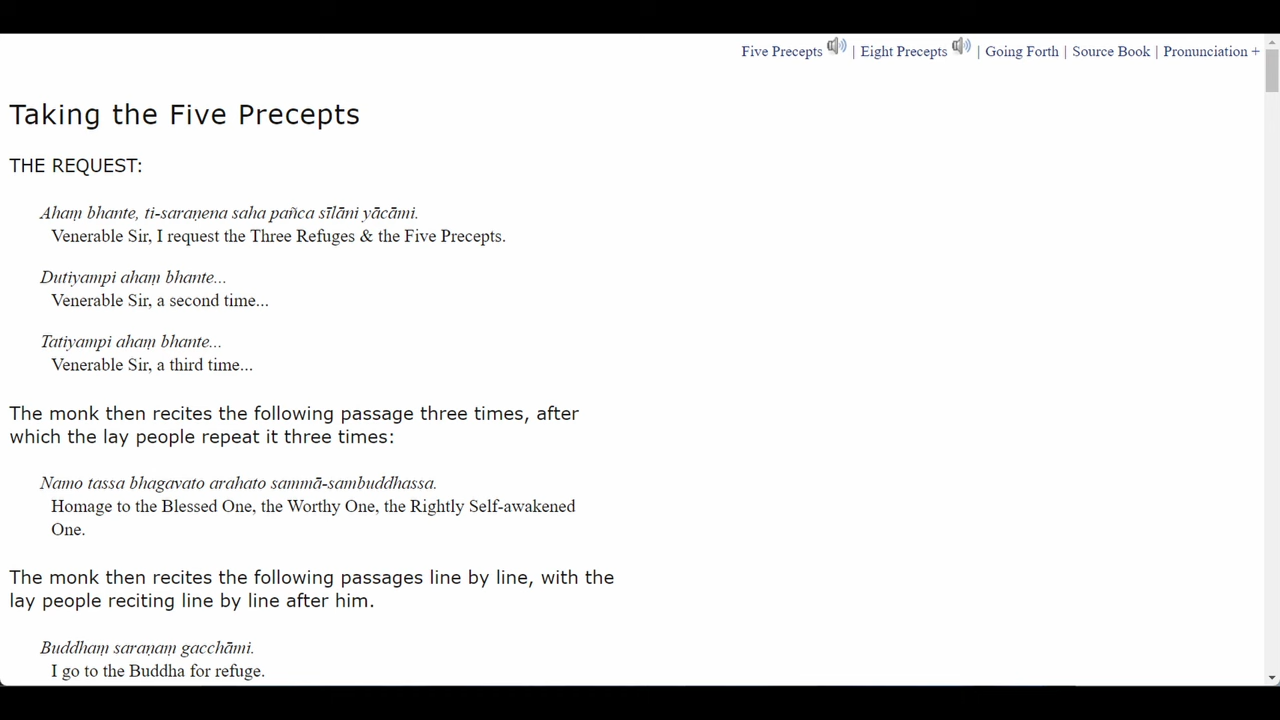 Five Precepts | Eight Precepts | Going Forth | Source Book | Pronunciation +
Taking the Five Precepts
THE REQUEST:
Ahaṃ bhante, ti-saraṇena saha pañca sīlāni yācāmi.
Venerable Sir, I request the Three Refuges & the Five Precepts.
Dutiyampi ahaṃ bhante...
Venerable Sir, a second time...
Tatiyampi ahaṃ bhante...
Venerable Sir, a third time...
The monk then recites the following passage three times, after
which the lay people repeat it three times:
Namo tassa bhagavato arahato sammā-sambuddhassa.
Homage to the Blessed One, the Worthy One, the Rightly Self-awakened
One.
The monk then recites the following passages line by line, with the
lay people reciting line by line after him.
Buddhaṃ saraṇaṃ gacchāmi.
I go to the Buddha for refuge.